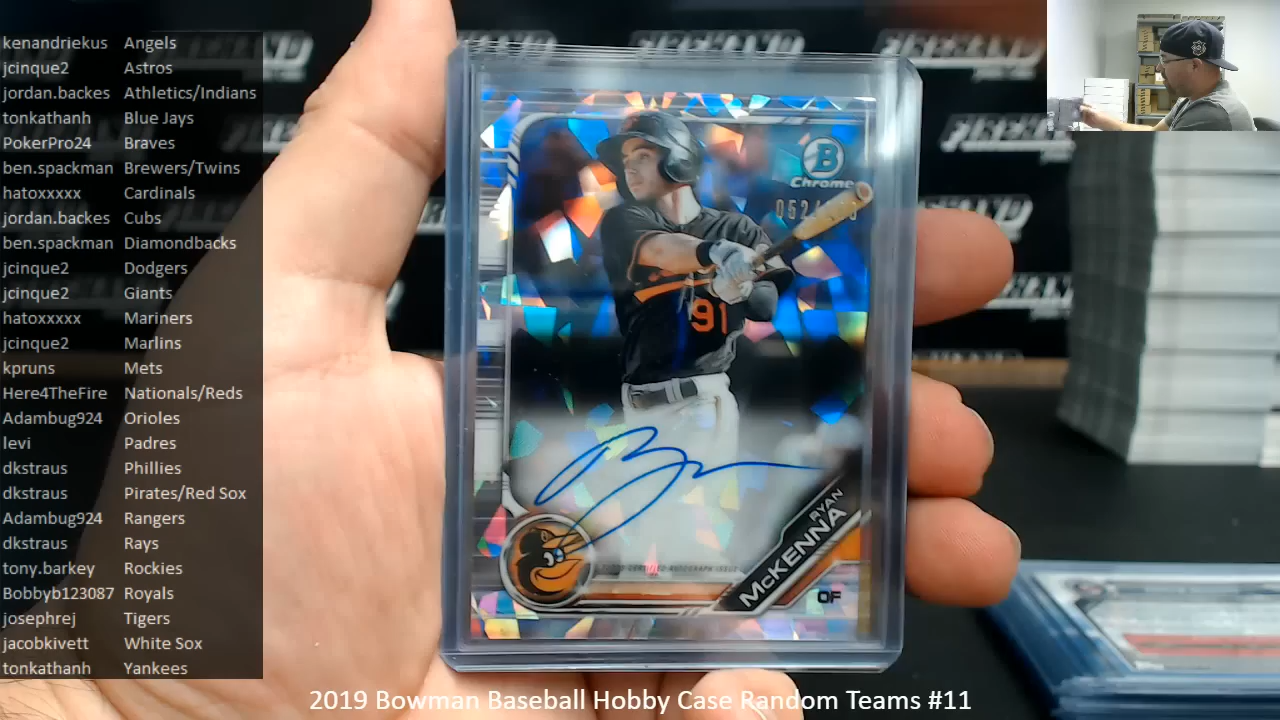 kenandriekus Angels
jcinque2 Astros
jordan.backes Athletics/Indians
tonkathanh Blue Jays
PokerPro24 Braves
ben.spackman Brewers/Twins
hatoxxxxx Cardinals
jordan.backes Cubs
ben.spackman Diamondbacks
jcinque2 Dodgers
jcinque2 Giants
hatoxxxxx Mariners
jcinque2 Marlins
kpruns Mets
Here4TheFire Nationals/Reds
Adambug924 Orioles
levi Padres
dkstraus Phillies
dkstraus Pirates/Red Sox
Adambug924 Rangers
dkstraus Rays
tony.barkey Rockies
Bobbyb123087 Royals
josephrej Tigers
jacobkivett White Sox
tonkathanh Yankees
B
Chrome
91
TOPPS CERTIFIED AUTOGRAPH ISSUE
RYAN
McKENNA
OF
2019 Bowman Baseball Hobby Case Random Teams #11